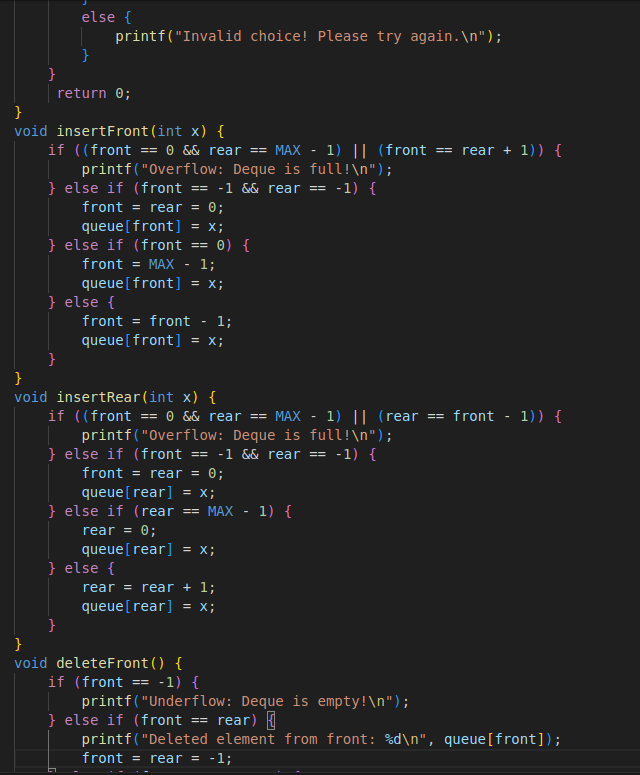 }
else {
printf("Invalid choice! Please try again.\n");
}
}
return 0;
}
void insertFront(int x) {
if ((front == 0 && rear == MAX - 1) || (front == rear + 1)) {
printf("Overflow: Deque is full!\n");
} else if (front == -1 && rear == -1) {
front = rear = 0;
queue[front] = x;
} else if (front == 0) {
front = MAX - 1;
queue[front] = x;
} else {
front = front - 1;
queue[front] = x;
}
}
void insertRear(int x) {
if ((front == 0 && rear == MAX - 1) || (rear == front - 1)) {
printf("Overflow: Deque is full!\n");
} else if (front == -1 && rear == -1) {
front = rear = 0;
queue[rear] = x;
} else if (rear == MAX - 1) {
rear = 0;
queue[rear] = x;
} else {
rear = rear + 1;
queue[rear] = x;
}
}
void deleteFront() {
if (front == -1) {
printf("Underflow: Deque is empty!\n");
} else if (front == rear) {
printf("Deleted element from front: %d\n", queue[front]);
front = rear = -1;